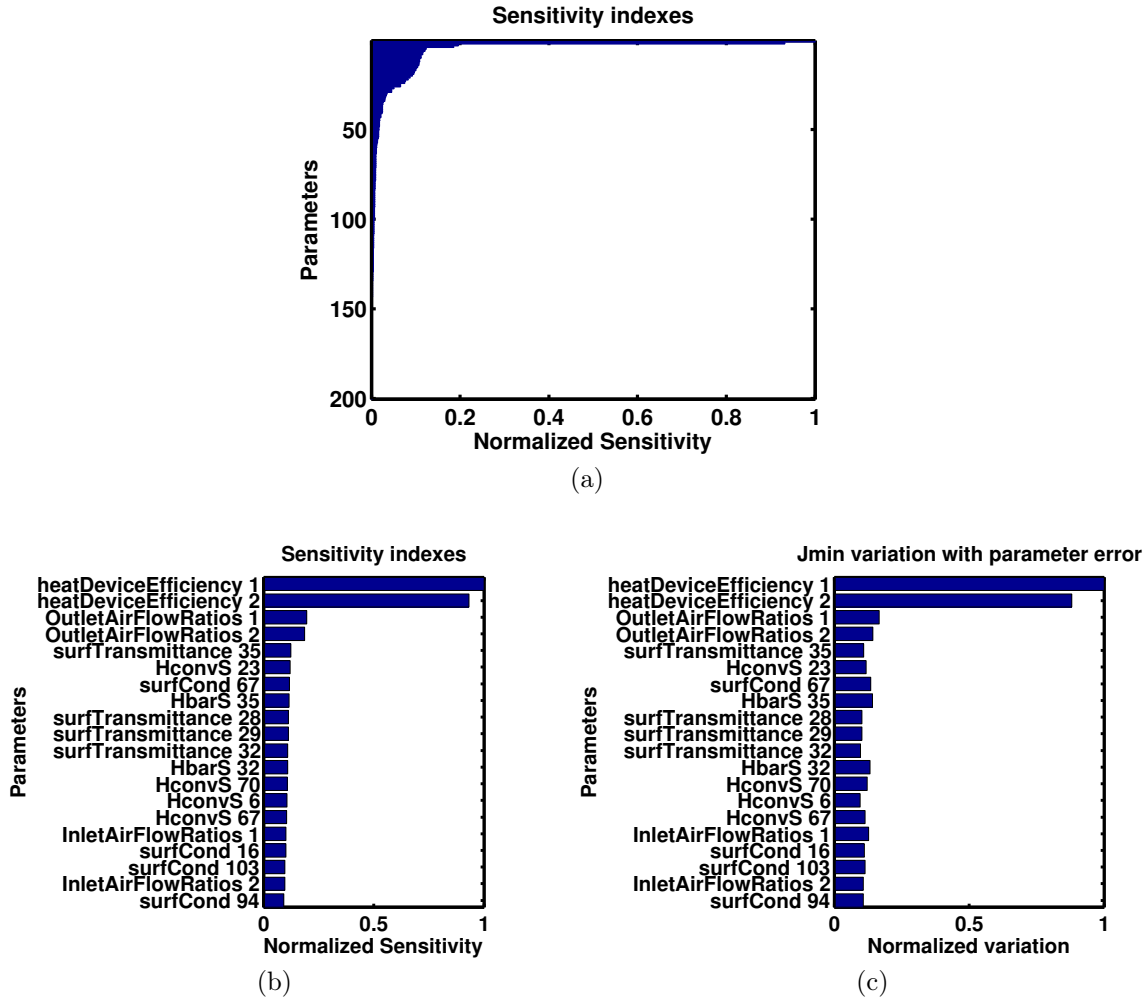 Sensitivity indexes
Parameters
50
100
150
200
0 0.2 0.4 0.6 0.8 1
Normalized Sensitivity
(a)
Sensitivity indexes
Parameters
heatDeviceEfficiency 1
heatDeviceEfficiency 2
OutletAirFlowRatios 1
OutletAirFlowRatios 2
surfTransmittance 35
HconvS 23
surfCond 67
HbarS 35
surfTransmittance 28
surfTransmittance 29
surfTransmittance 32
HbarS 32
HconvS 70
HconvS 6
HconvS 67
InletAirFlowRatios 1
surfCond 16
surfCond 103
InletAirFlowRatios 2
surfCond 94
0 0.5 1
Normalized Sensitivity
(b)
Jmin variation with parameter error
Parameters
heatDeviceEfficiency 1
heatDeviceEfficiency 2
OutletAirFlowRatios 1
OutletAirFlowRatios 2
surfTransmittance 35
HconvS 23
surfCond 67
HbarS 35
surfTransmittance 28
surfTransmittance 29
surfTransmittance 32
HbarS 32
HconvS 70
HconvS 6
HconvS 67
InletAirFlowRatios 1
surfCond 16
surfCond 103
InletAirFlowRatios 2
surfCond 94
0 0.5 1
Normalized variation
(c)